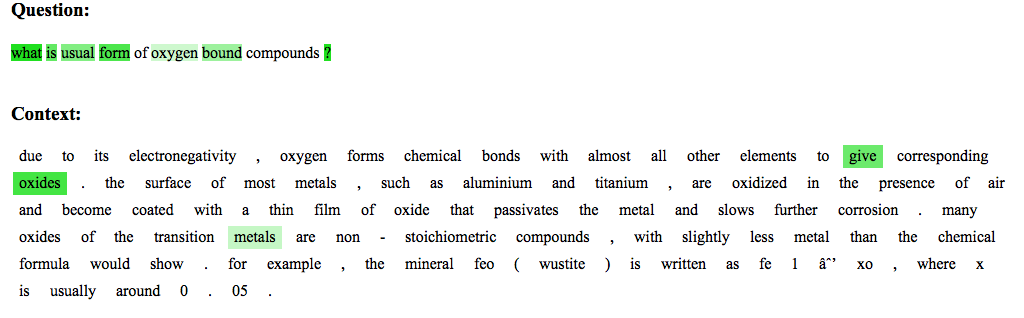 Question:
what is usual form of oxygen bound compounds ?
Context:
due to its electronegativity , oxygen forms chemical bonds with almost all other elements to give corresponding
oxides . the surface of most metals , such as aluminium and titanium , are oxidized in the presence of air
and become coated with a thin film of oxide that passivates the metal and slows further corrosion . many
oxides of the transition metals are non - stoichiometric compounds , with slightly less metal than the chemical
formula would show . for example , the mineral feo ( wustite ) is written as fe 1 âˆ’ xo , where x
is usually around 0 . 05 .